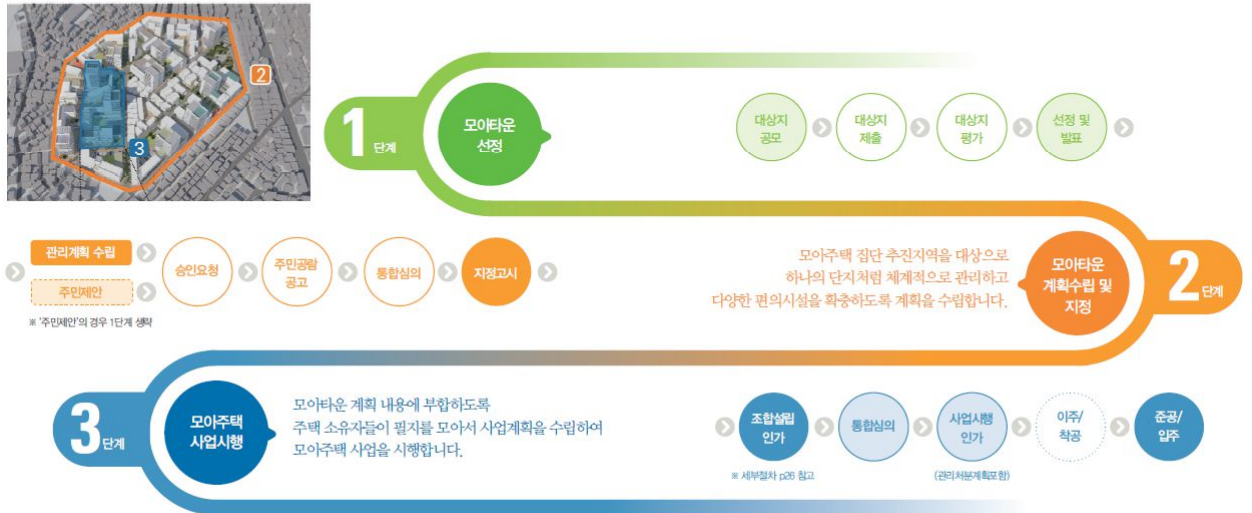 2
3
1단계
모아타운
선정
대상지
공모
대상지
제출
대상지
평가
선정 및
발표
관리계획 수립
주민제안
승인요청
주민공람
공고
통합심의
지정고시
※ '주민제안'의 경우 1단계 생략
모아주택 집단 추진지역을 대상으로
하나의 단지처럼 체계적으로 관리하고
다양한 편의시설을 확충하도록 계획을 수립합니다.
모아타운
계획수립 및
지정
2단계
3단계
모아주택
사업시행
모아타운 계획 내용에 부합하도록
주택 소유자들이 필지를 모아서 사업계획을 수립하여
모아주택 사업을 시행합니다.
조합설립
인가
※ 세부절차 p26 참고
통합심의
사업시행
인가
(관리처분계획포함)
이주/
착공
준공/
입주